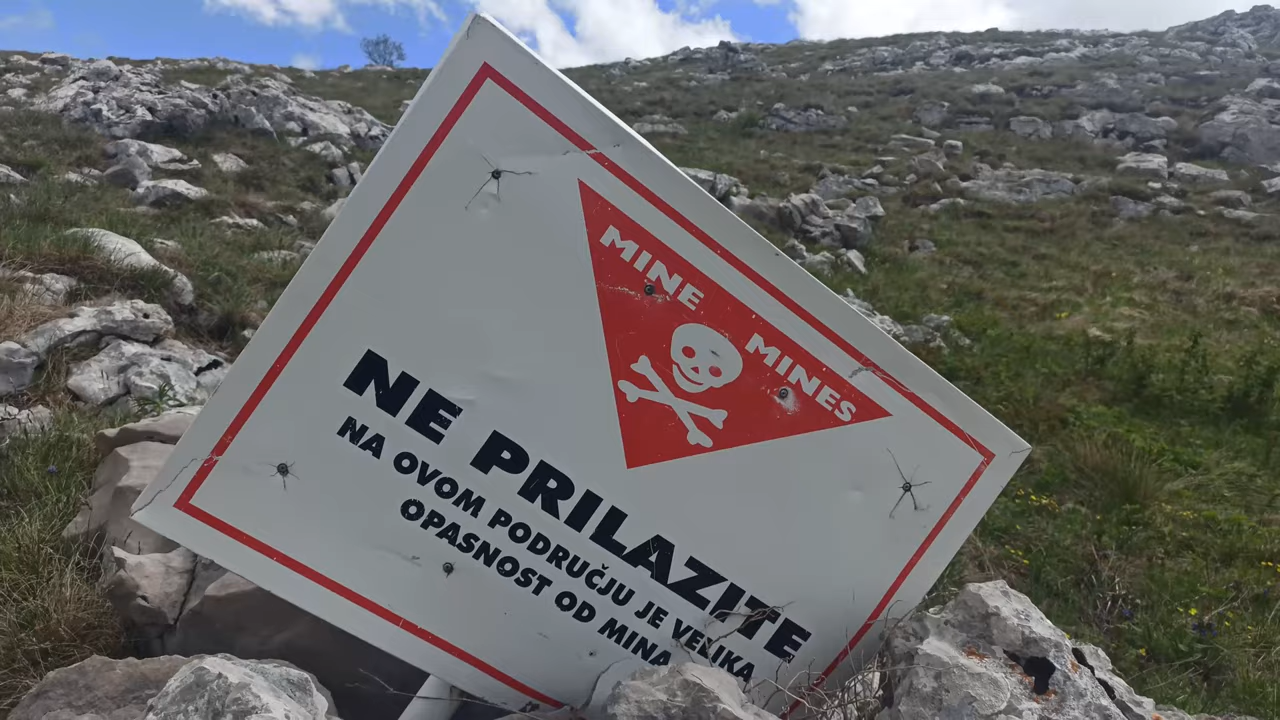 MINE MINES
NE PRILAZITE
NA OVOM PODRUČJU JE VELIKA
OPASNOST OD MINA